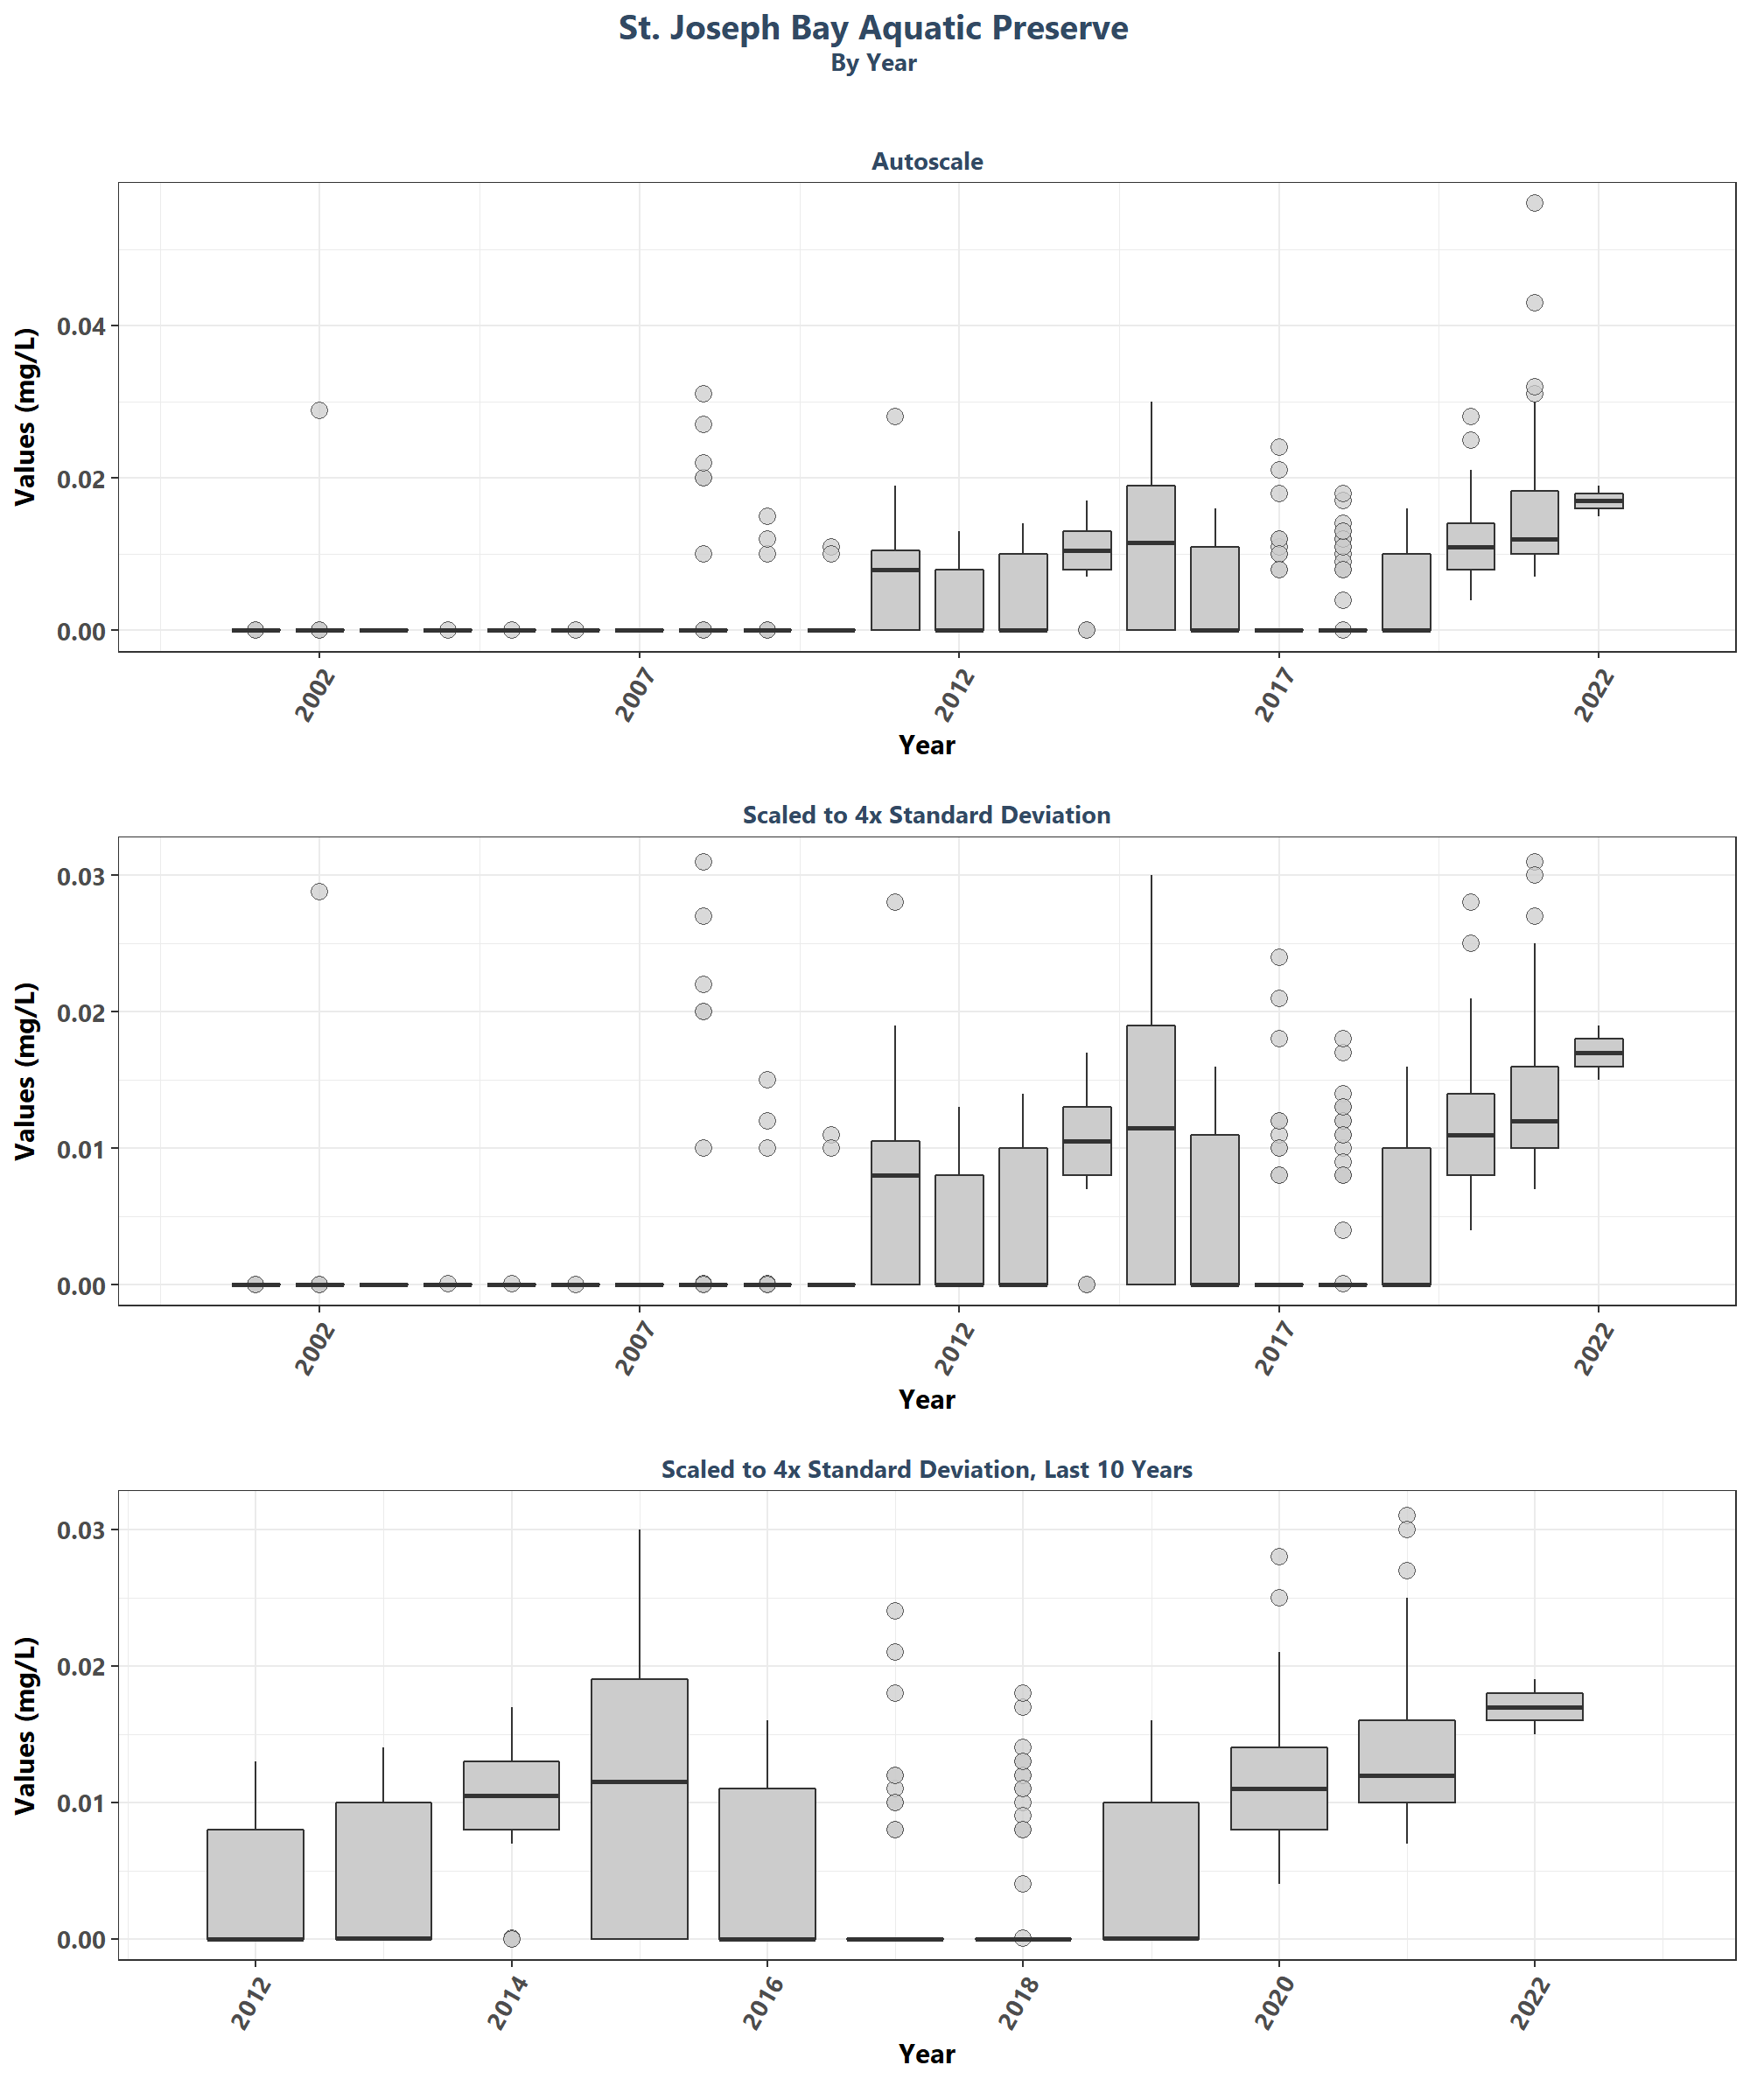 St. Joseph Bay Aquatic Preserve
By Year
Autoscale
Values (mg/L)
0.04
0.02
0.00
2002 2007 2012 2017 2022
Year
Scaled to 4x Standard Deviation
Values (mg/L)
0.03
0.02
0.01
0.00
2002 2007 2012 2017 2022
Year
Scaled to 4x Standard Deviation, Last 10 Years
Values (mg/L)
0.03
0.02
0.01
0.00
2012 2014 2016 2018 2020 2022
Year